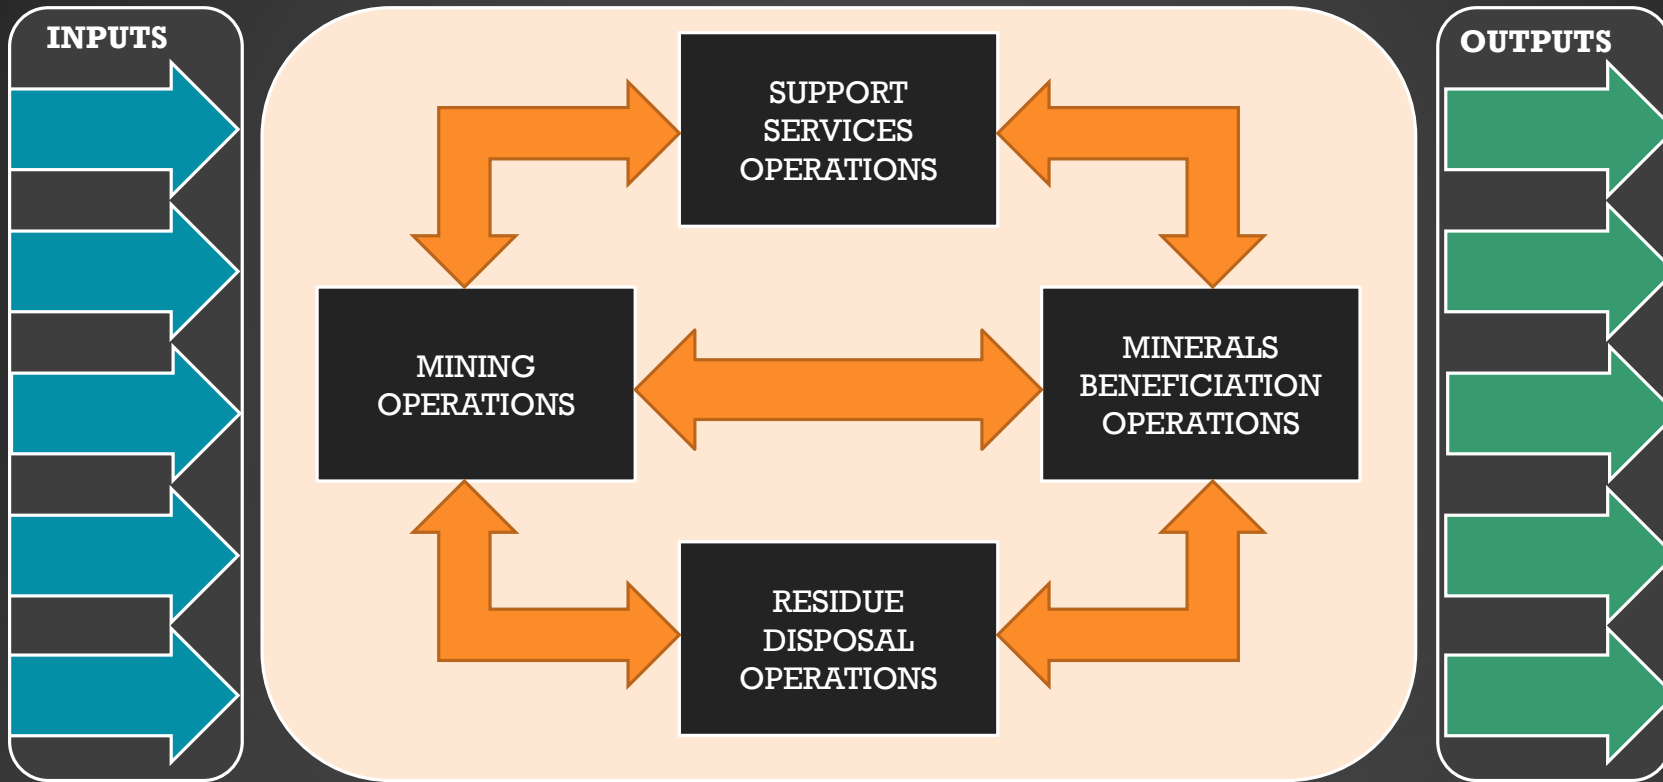 INPUTS
OUTPUTS
SUPPORT
SERVICES
OPERATIONS
MINING
OPERATIONS
MINERALS
BENEFICIATION
OPERATIONS
RESIDUE
DISPOSAL
OPERATIONS